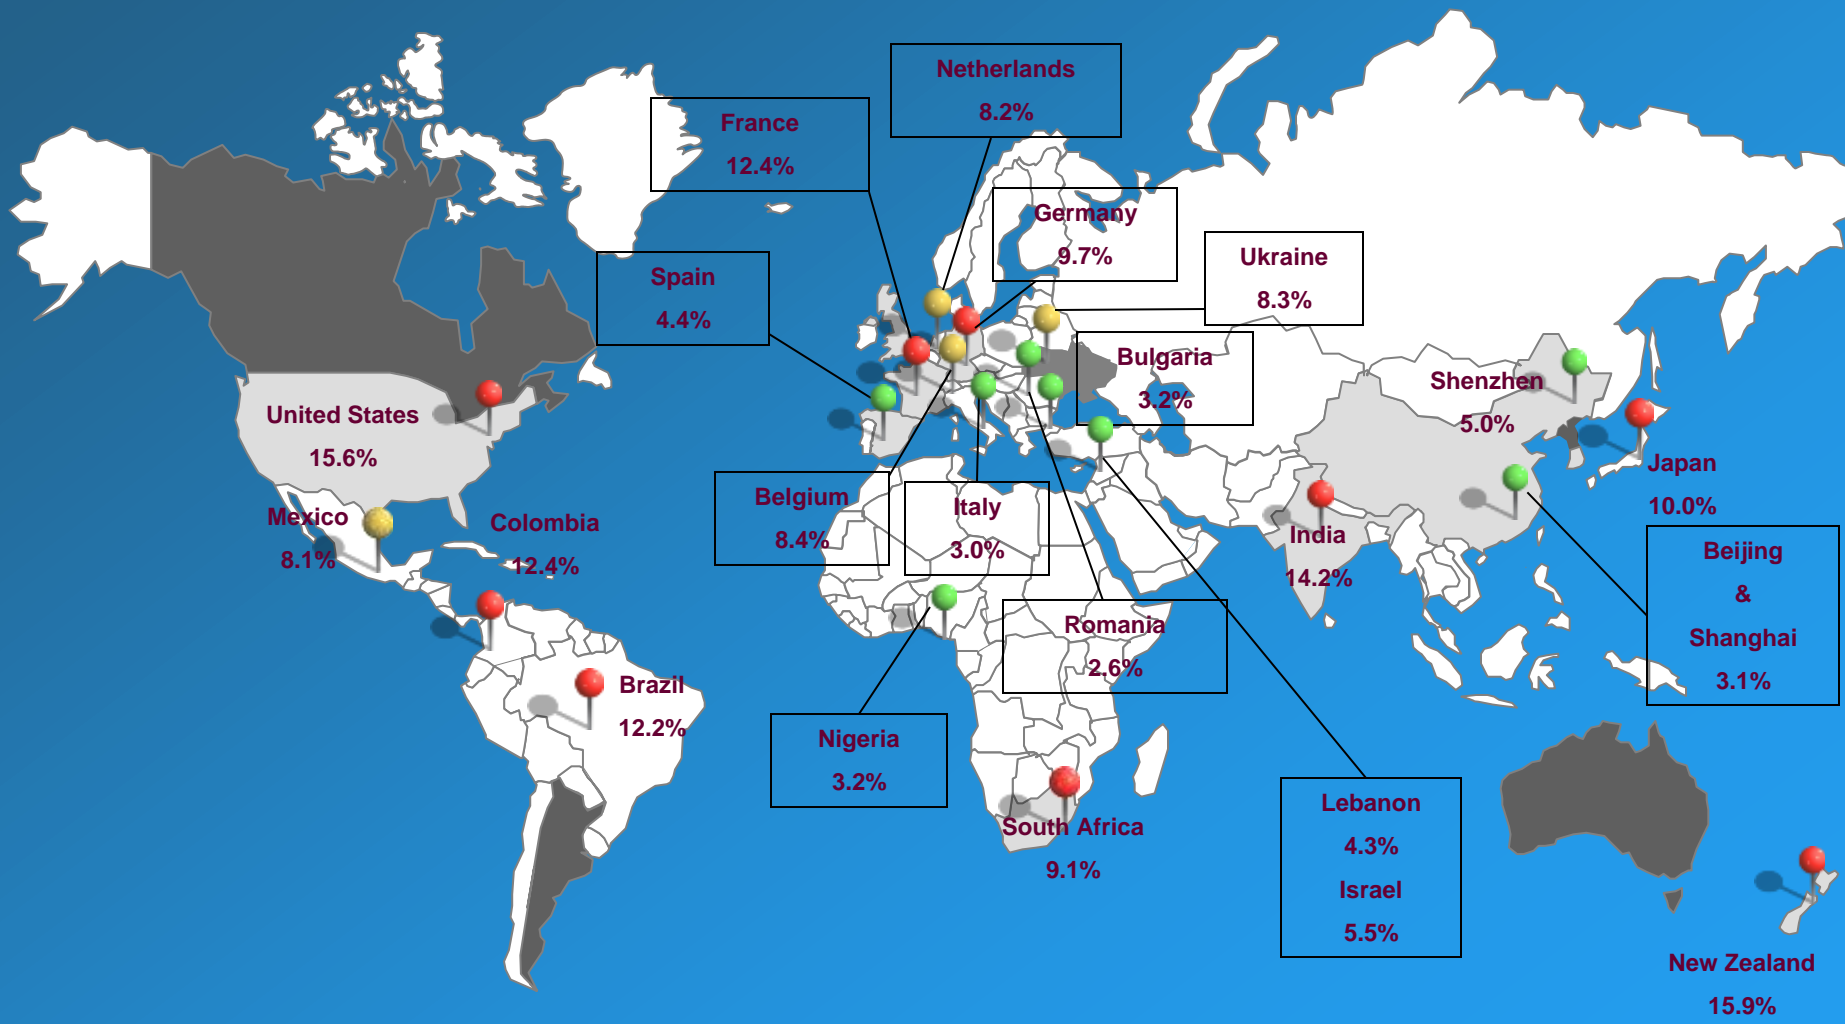 Netherlands
8.2%
France
12.4%
Germany
9.7%
Ukraine
8.3%
Spain
4.4%
Bulgaria
3.2%
Shenzhen
5.0%
United States
15.6%
Japan
10.0%
Mexico
8.1%
Colombia
12.4%
Belgium
8.4%
Italy
3.0%
India
14.2%
Beijing
&
Shanghai
3.1%
Romania
2.6%
Brazil
12.2%
Nigeria
3.2%
South Africa
9.1%
Lebanon
4.3%
Israel
5.5%
New Zealand
15.9%